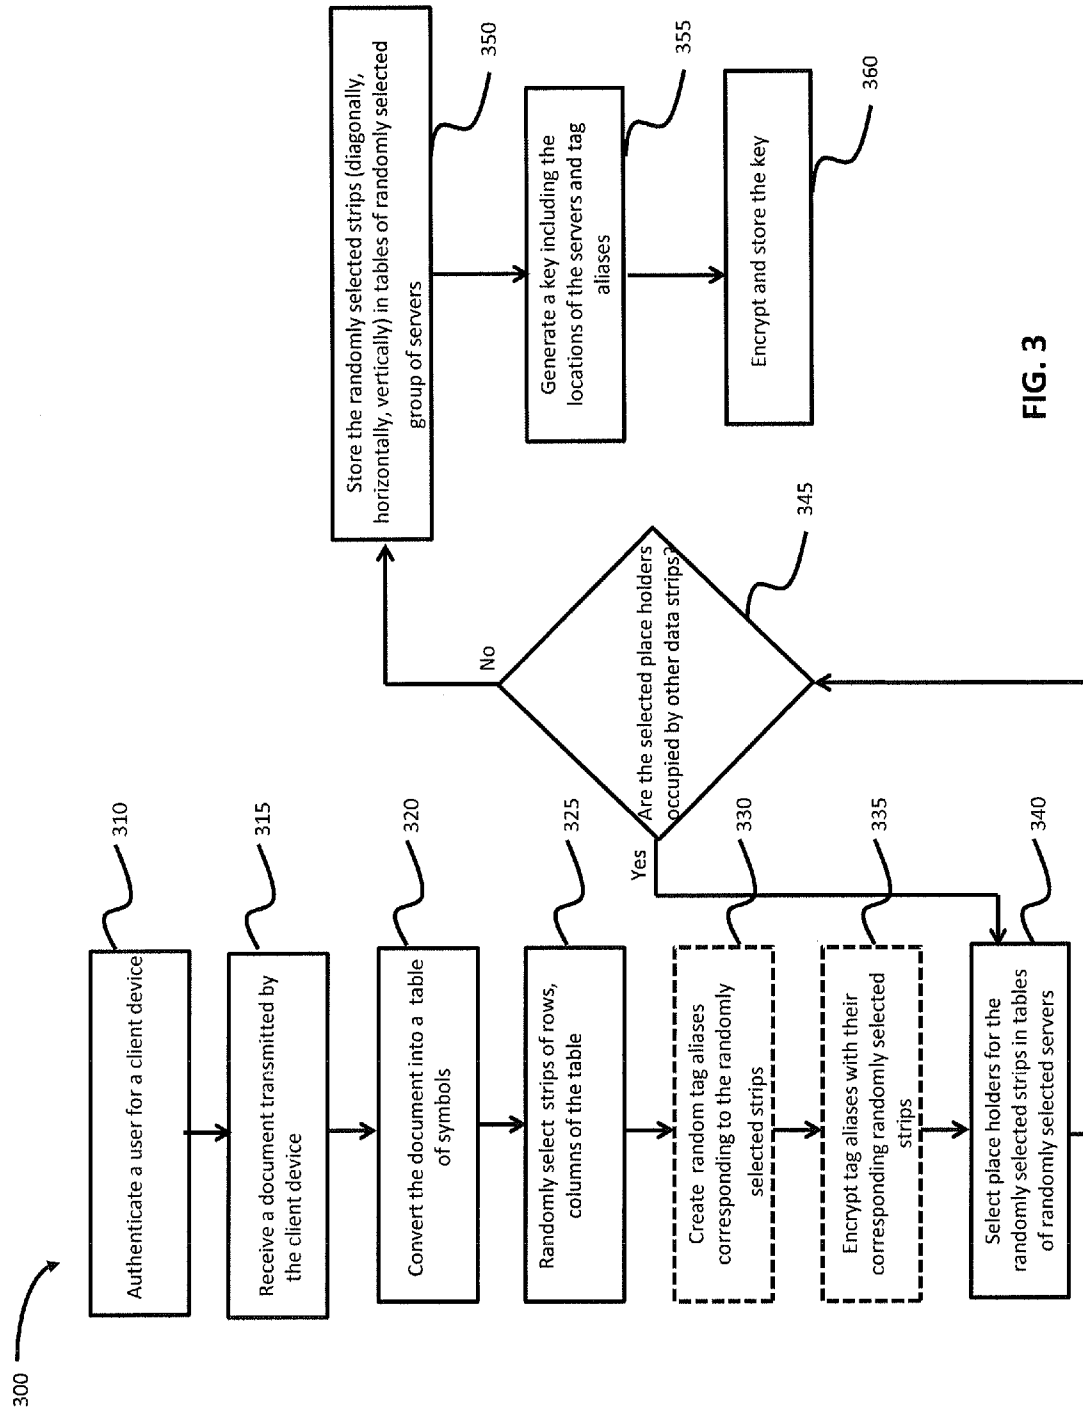 300
Authenticate a user for a client device
310
Receive a document transmitted by
the client device
315
Convert the document into a table
of symbols
320
Randomly select strips of rows,
columns of the table
325
Create random tag aliases
corresponding to the randomly
selected strips
330
Encrypt tag aliases with their
corresponding randomly selected
strips
335
Select place holders for the
randomly selected strips in tables
of randomly selected servers
340
Are the selected place holders
occupied by other data strips?
345
Yes
No
Store the randomly selected strips (diagonally,
horizontally, vertically) in tables of randomly selected
group of servers
350
Generate a key including the
locations of the servers and tag
aliases
355
Encrypt and store the key
360
FIG. 3